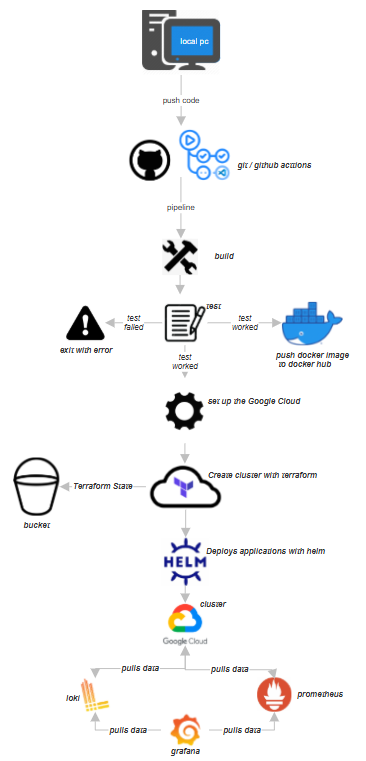 local pc
push code
git / github actions
pipeline
build
test
test
failed
test
worked
exit with error
push docker image
to docker hub
test
worked
set up the Google Cloud
Create cluster with terraform
Terraform State
bucket
HELM
Deploys applications with helm
cluster
Google Cloud
pulls data
pulls data
loki
prometheus
pulls data
pulls data
grafana